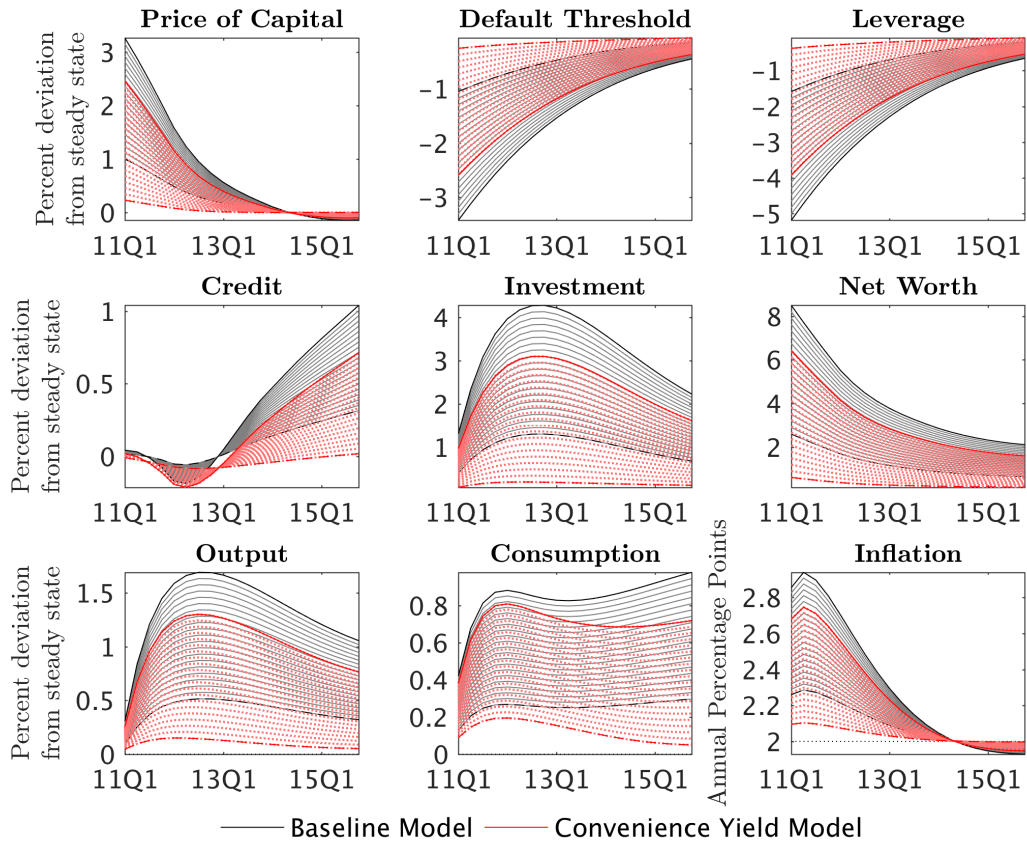 Price of Capital
Default Threshold
Leverage
Percent deviation
from steady state
3
2
1
0
11Q1 13Q1 15Q1
-1
-2
-3
11Q1 13Q1 15Q1
-1
-2
-3
-4
-5
11Q1 13Q1 15Q1
Credit
Investment
Net Worth
Percent deviation
from steady state
1
0.5
0
11Q1 13Q1 15Q1
4
3
2
1
11Q1 13Q1 15Q1
8
6
4
2
11Q1 13Q1 15Q1
Output
Consumption
Inflation
Percent deviation
from steady state
1.5
1
0.5
0
11Q1 13Q1 15Q1
0.8
0.6
0.4
0.2
0
11Q1 13Q1 15Q1
Annual Percentage Points
2.8
2.6
2.4
2.2
2
11Q1 13Q1 15Q1
Baseline Model
Convenience Yield Model